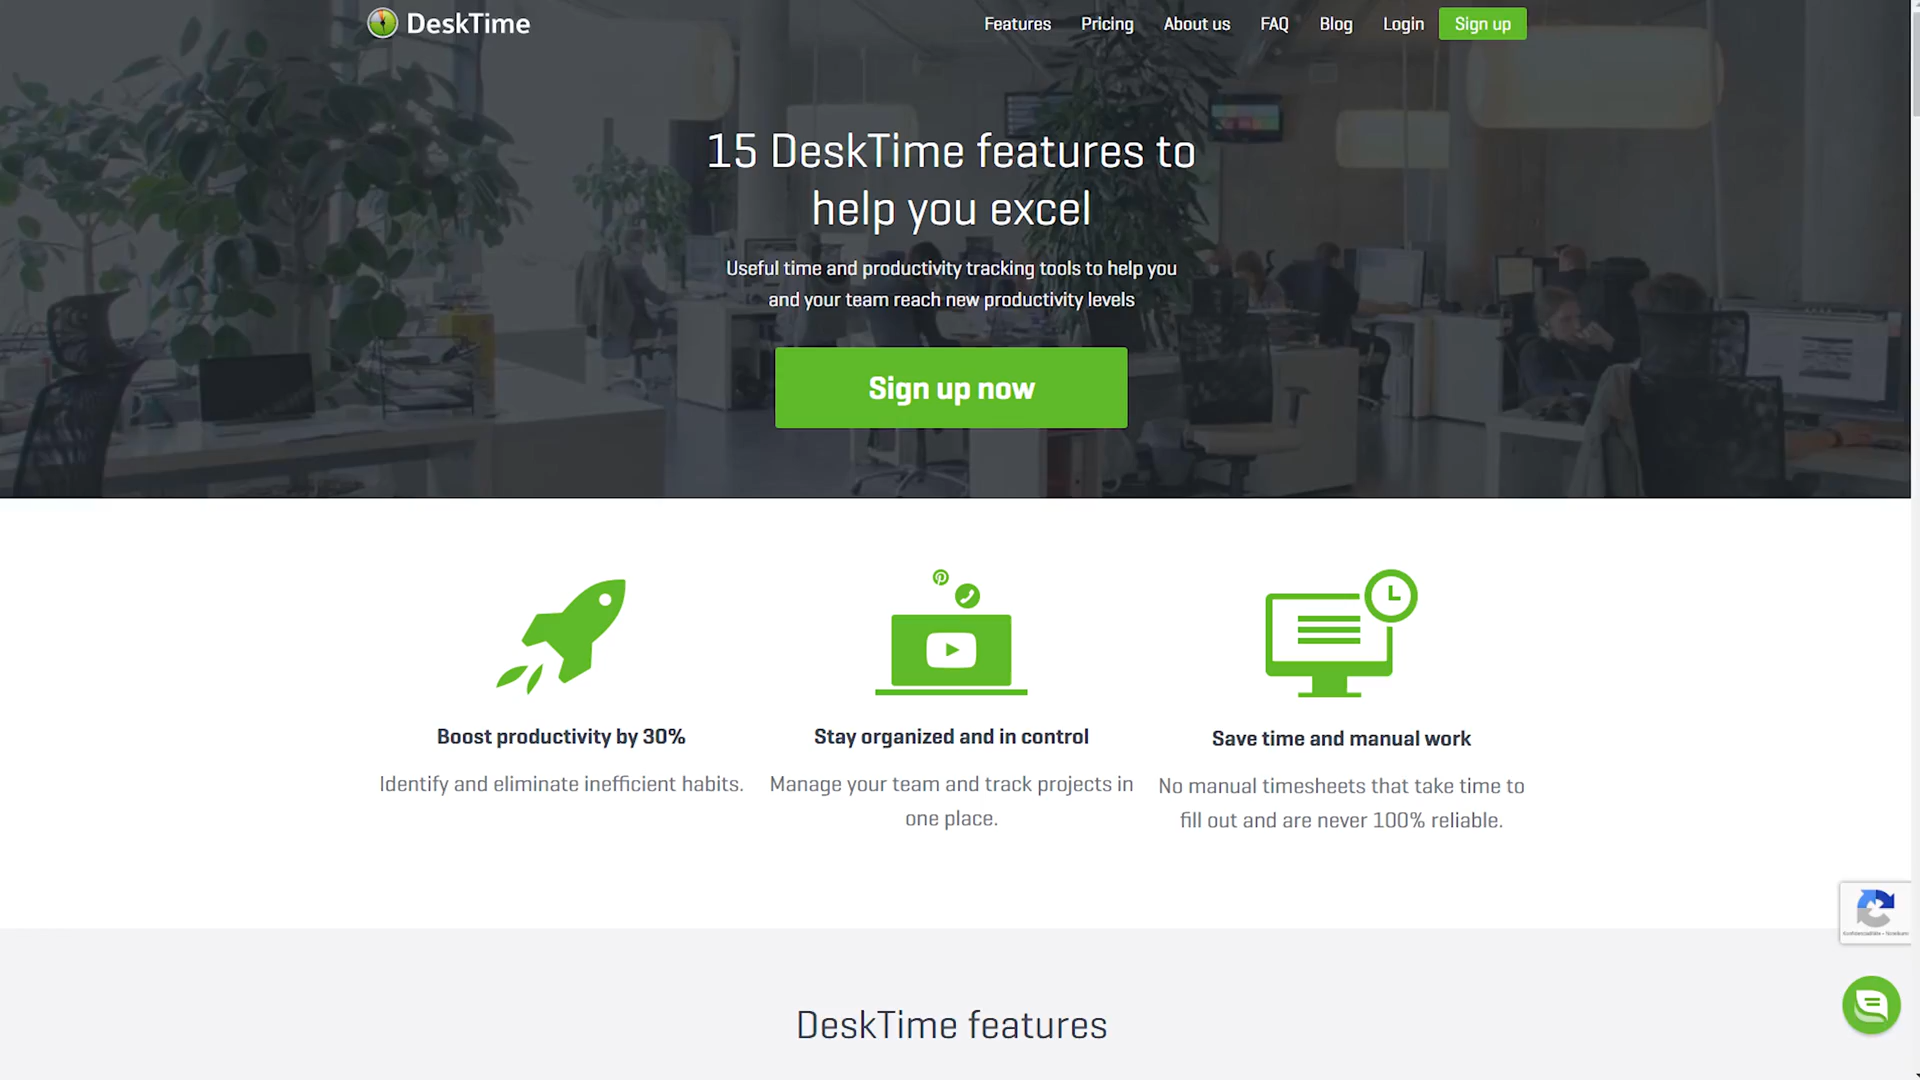 DeskTime
Features Pricing About us FAQ Blog Login Sign up
15 DeskTime features to
help you excel
Useful time and productivity tracking tools to help you
and your team reach new productivity levels
Sign up now
Boost productivity by 30%
Identify and eliminate inefficient habits.
Stay organized and in control
Manage your team and track projects in
one place.
Save time and manual work
No manual timesheets that take time to
fill out and are never 100% reliable.
DeskTime features